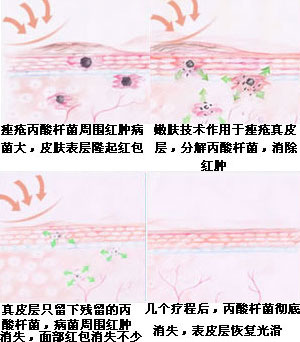 痤疮丙酸杆菌周围红肿病
菌大，皮肤表层隆起红包
嫩肤技术作用于痤疮真皮
层，分解丙酸杆菌，消除
红肿
真皮层只留下残留的丙
酸杆菌，病菌周围红肿
消失，面部红包消失不少
几个疗程后，丙酸杆菌彻底
消失，表皮层恢复光滑